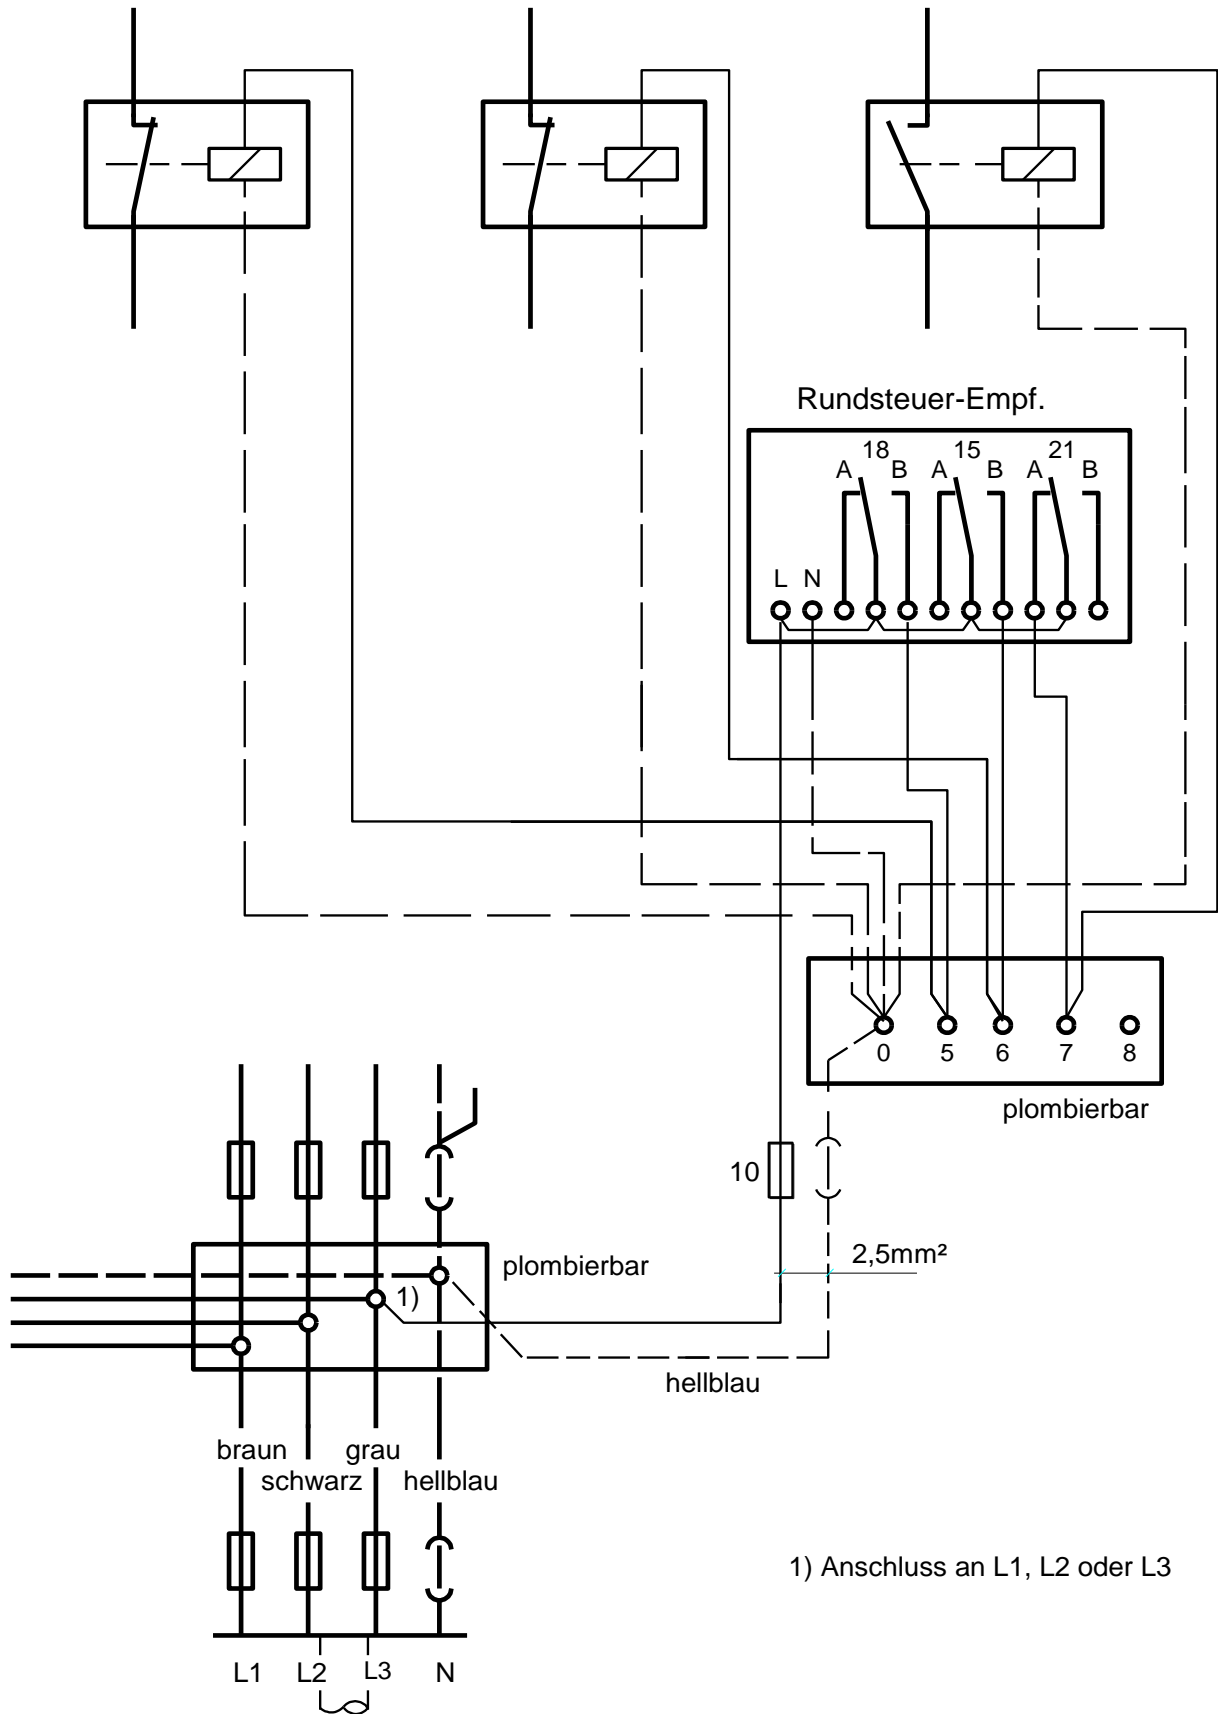 Rundsteuer-Empf.
18 15 21
A B A B A B
L N
0 5 6 7 8
plombierbar
10
2,5mm²
plombierbar
1)
hellblau
braun grau
schwarz hellblau
1) Anschluss an L1, L2 oder L3
L1 L2 L3 N